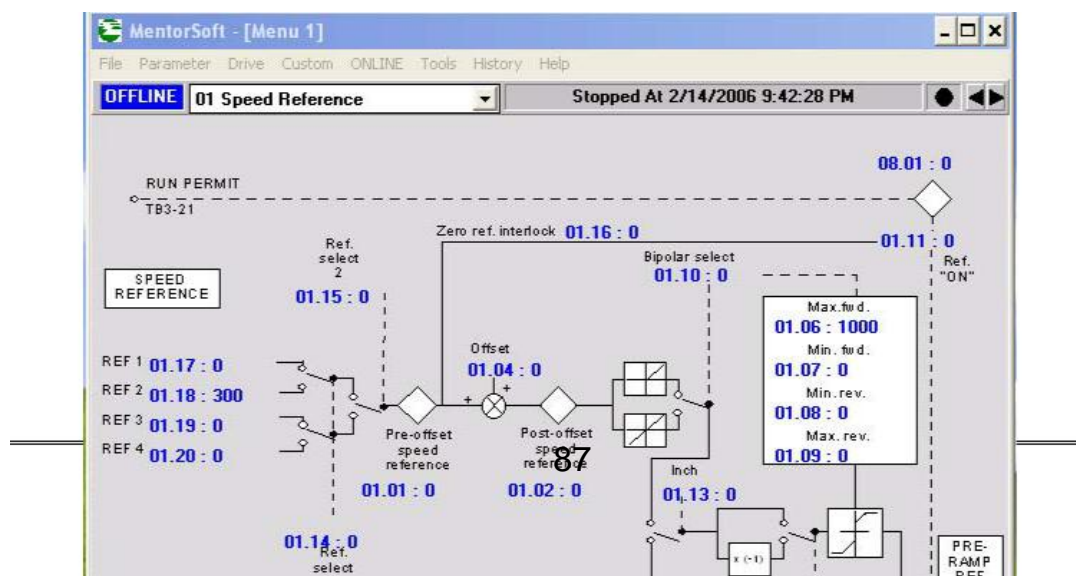 MentorSoft - [Menu 1]
File Parameter Drive Custom ONLINE Tools History Help
OFFLINE 01 Speed Reference Stopped At 2/14/2006 9:42:28 PM
08.01 : 0
RUN PERMIT
TB3-21
Zero ref. interlock 01.16 : 0
01.11 : 0
Ref.
"ON"
Ref.
select
2
01.15 : 0
Bipolar select
01.10 : 0
SPEED
REFERENCE
Max.fwd.
01.06 : 1000
Min. fwd.
01.07 : 0
Min.rev.
01.08 : 0
Max. rev.
01.09 : 0
Offset
01.04 : 0
+
+
REF 1 01.17 : 0
REF 2 01.18 : 300
REF 3 01.19 : 0
REF 4 01.20 : 0
Pre-offset
speed
reference
01.01 : 0
Post-offset
speed
reference
01.02 : 0
87
Inch
01.13 : 0
01.14 : 0
Ref.
select
x (-1)
PRE-
RAMP
REF